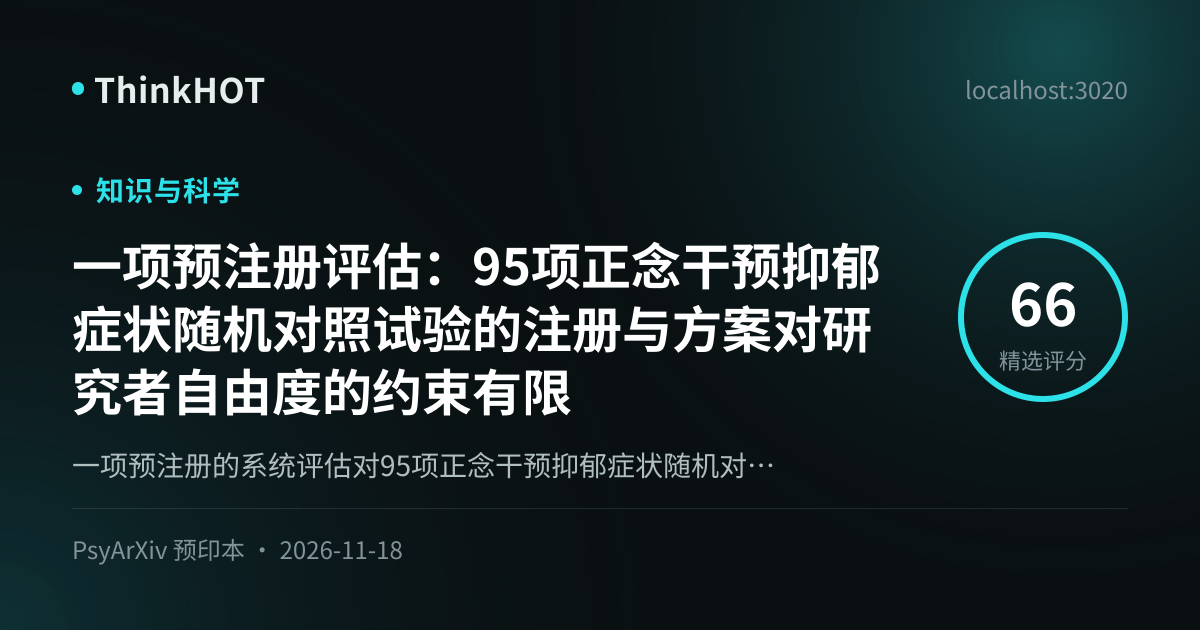 ThinkHOT
localhost:3020
知识与科学
一项预注册评估：95项正念干预抑郁
症状随机对照试验的注册与方案对研
究者自由度的约束有限
66
精选评分
一项预注册的系统评估对95项正念干预抑郁症状随机对…
PsyArXiv 预印本 · 2026-11-18